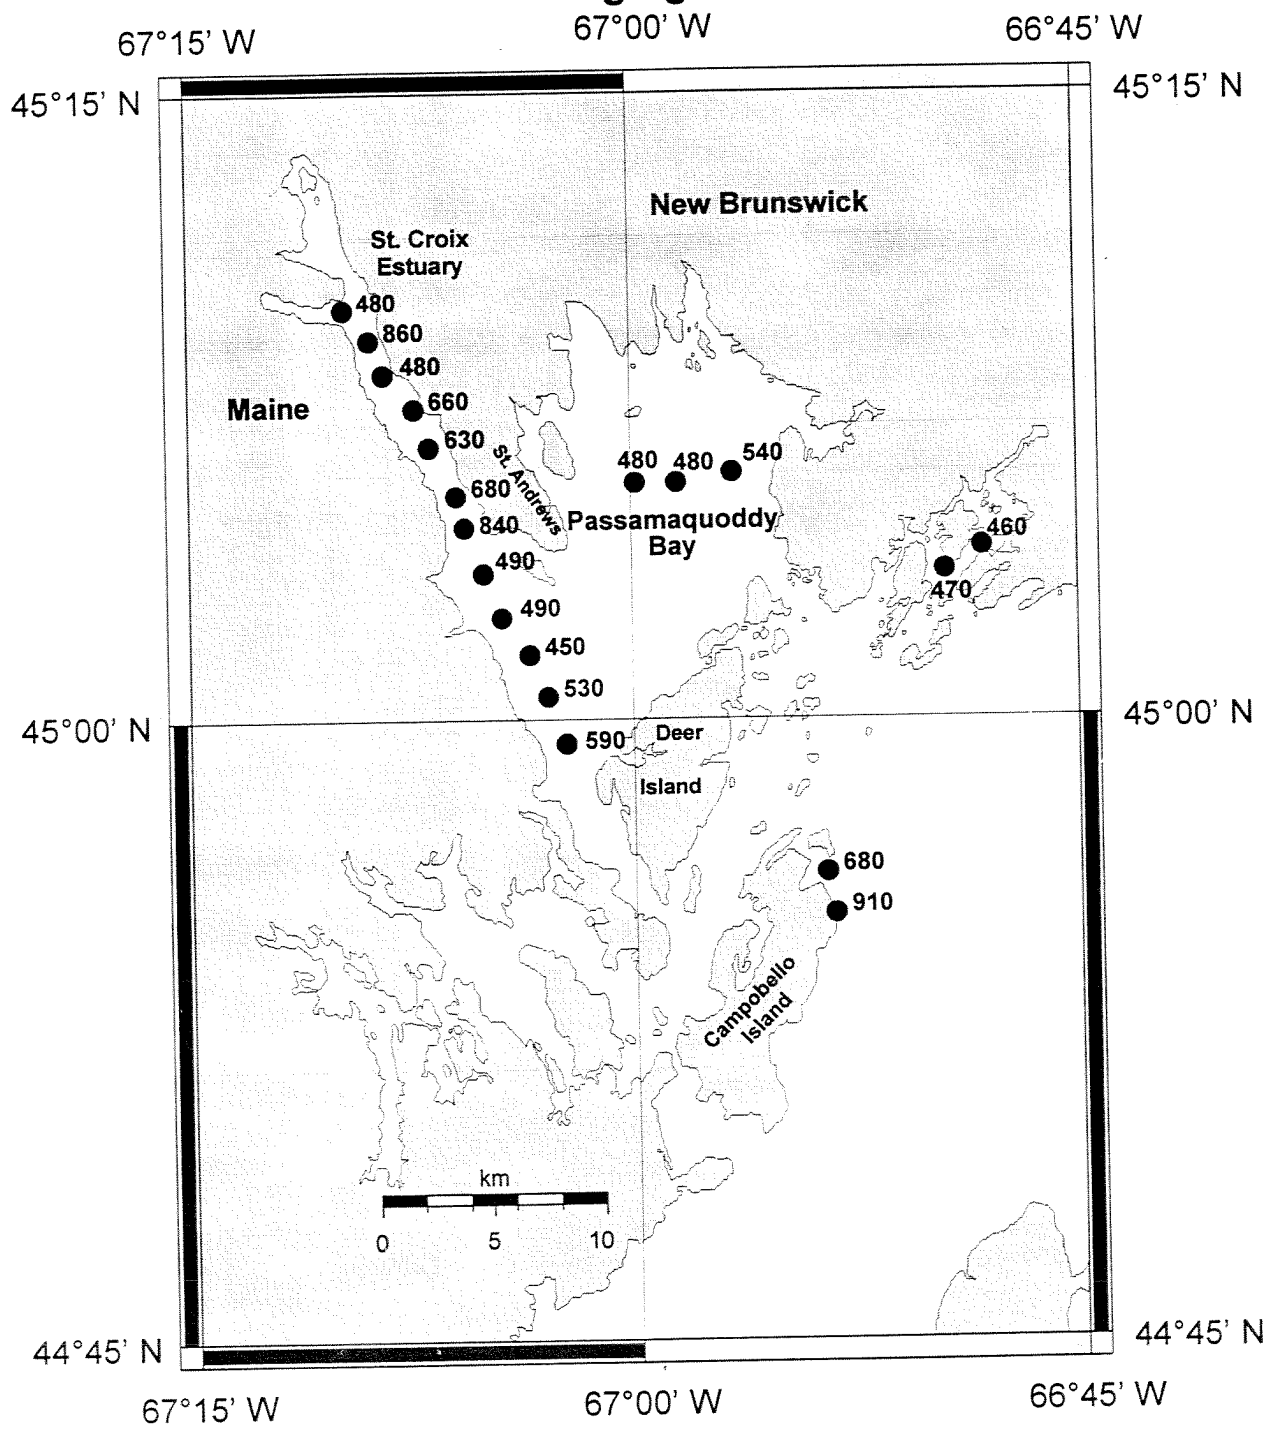 67°15' W
67°00' W
66°45' W
45°15' N
45°15' N
New Brunswick
St. Croix
Estuary
480
860
480
Maine
660
630
St. Andrews
480
480
540
680
840
Passamaquoddy
Bay
460
470
490
490
450
530
45°00' N
45°00' N
590
Deer
Island
680
910
Campobello
Island
km
0
5
10
44°45' N
44°45' N
67°15' W
67°00' W
66°45' W